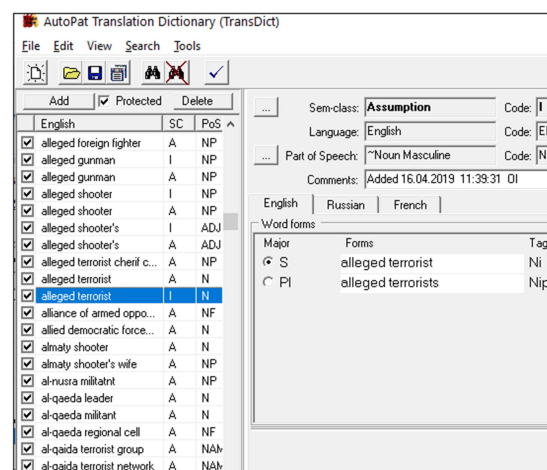 AutoPat Translation Dictionary (TransDict)
File Edit View Search Tools
Add Protected Delete
English SC PoS
alleged foreign fighter A NP
alleged gunman I NP
alleged gunman A NP
alleged shooter I NP
alleged shooter A NP
alleged shooter's I ADJ
alleged shooter's A ADJ
alleged terrorist cherif c... A NP
alleged terrorist A N
alleged terrorist I N
alliance of armed oppo... A NF
allied democratic force... A N
almaty shooter A N
almaty shooter's wife A NP
al-nusra militatnt A NP
al-qaeda leader A N
al-qaeda militant A N
al-qaeda regional cell A NF
al-qaida terrorist group A NAM
al-qaida terrorist network A NAM
... Sem-class: Assumption Code: I
Language: English Code: El
... Part of Speech: ~Noun Masculine Code: N
Comments: Added 16.04.2019 11:39:31 OI
English Russian French
Word forms
Major Forms Tag
S alleged terrorist Ni
Pl alleged terrorists Nip